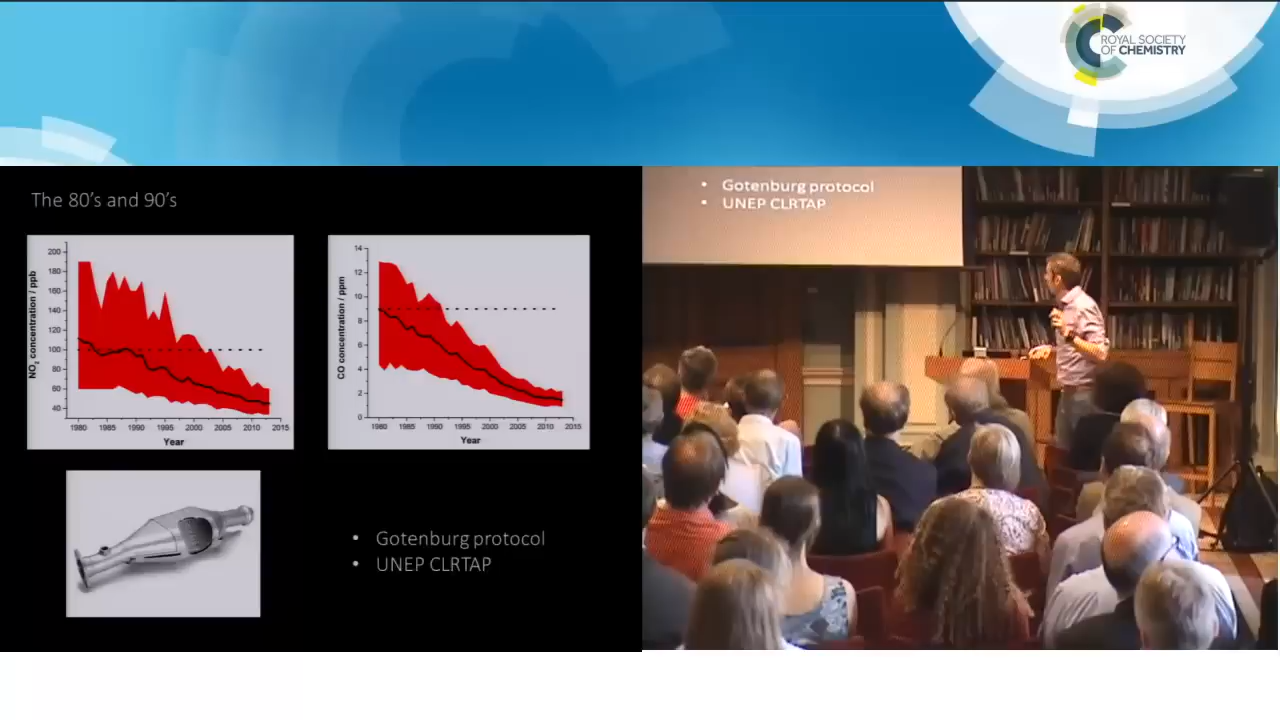 ROYAL SOCIETY
OF CHEMISTRY
The 80's and 90's
NO₂ concentration / ppb
200
180
160
140
120
100
80
60
40
1980 1985 1990 1995 2000 2005 2010 2015
Year
CO concentration / ppm
14
12
10
8
6
4
2
0
1980 1985 1990 1995 2000 2005 2010 2015
Year
• Gotenburg protocol
• UNEP CLRTAP
• Gotenburg protocol
• UNEP CLRTAP